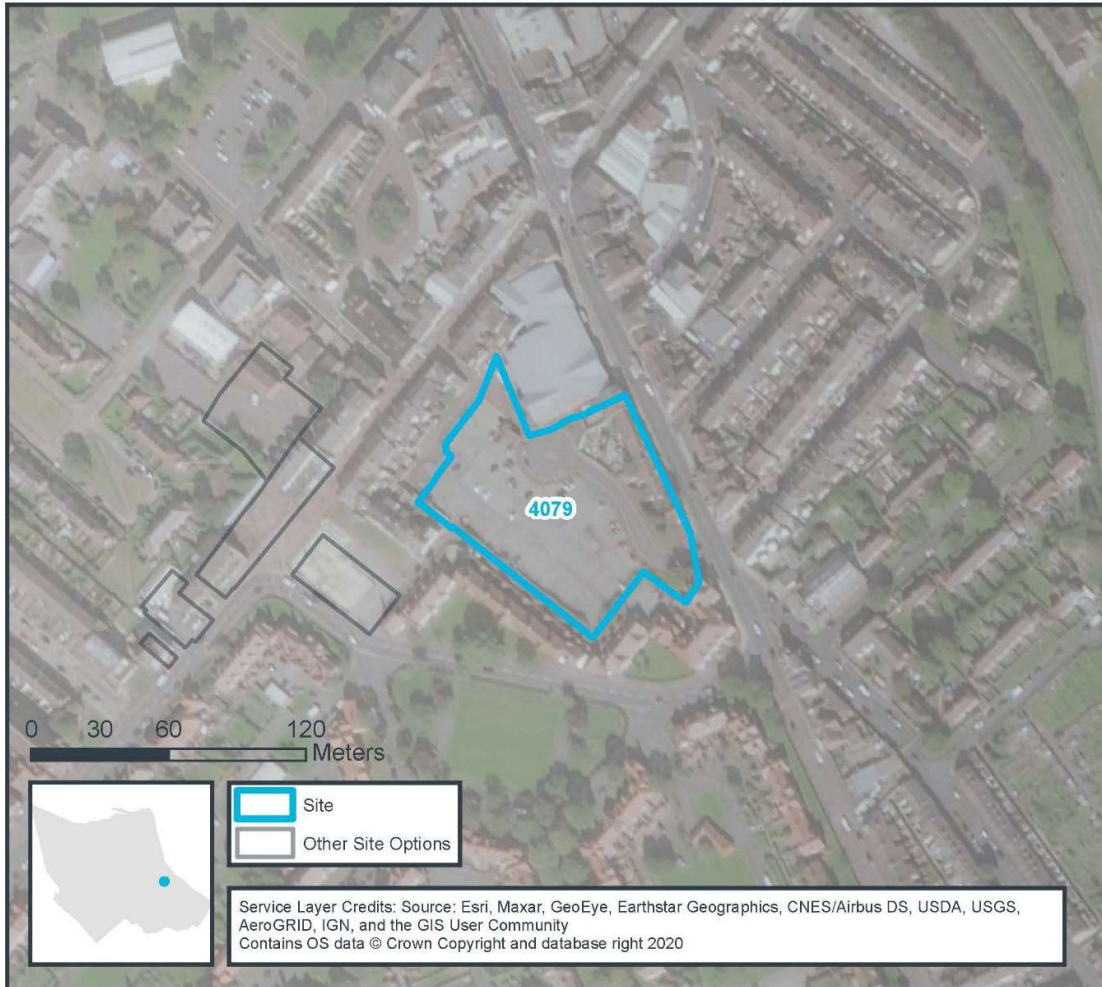 4079
0 30 60 120
Meters
Site
Other Site Options
Service Layer Credits: Source: Esri, Maxar, GeoEye, Earthstar Geographics, CNES/Airbus DS, USDA, USGS,
AeroGRID, IGN, and the GIS User Community
Contains OS data © Crown Copyright and database right 2020